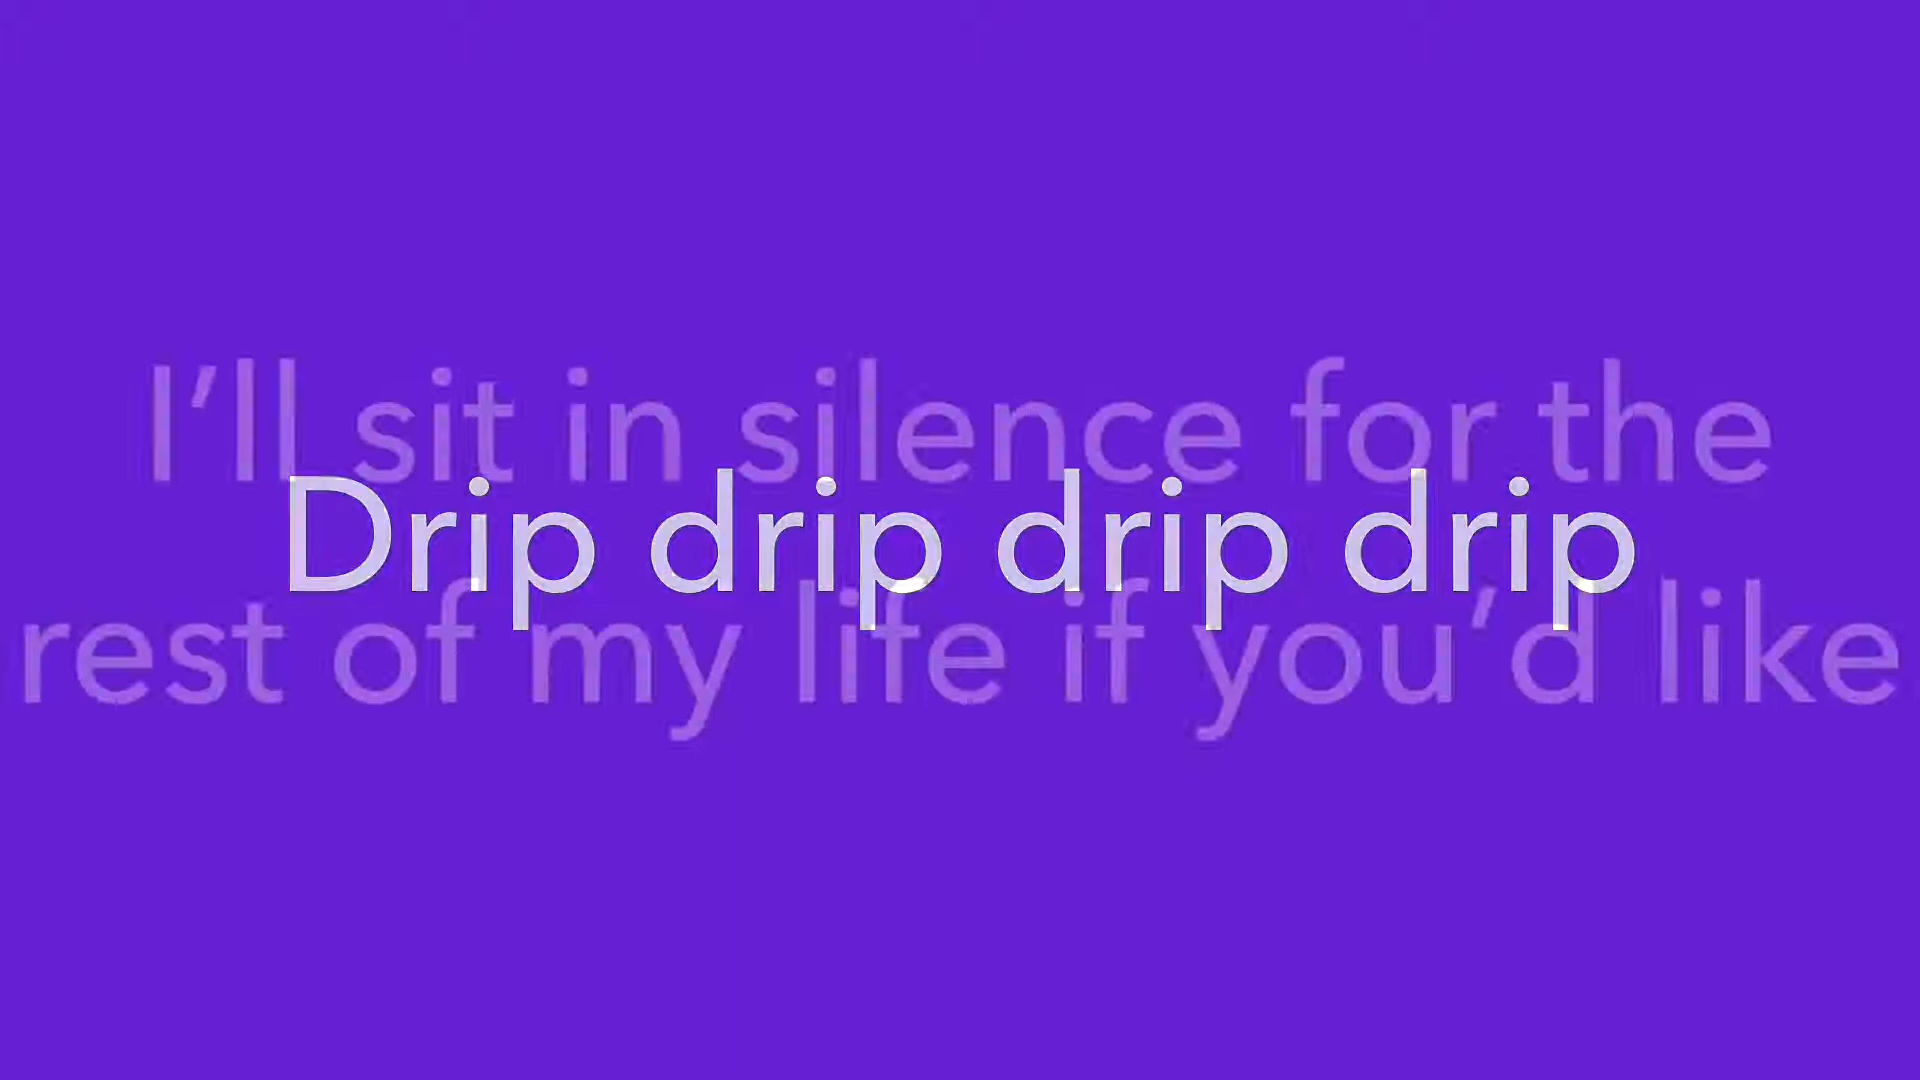 I’ll sit in silence for the
Drip drip drip drip
rest of my life if you’d like